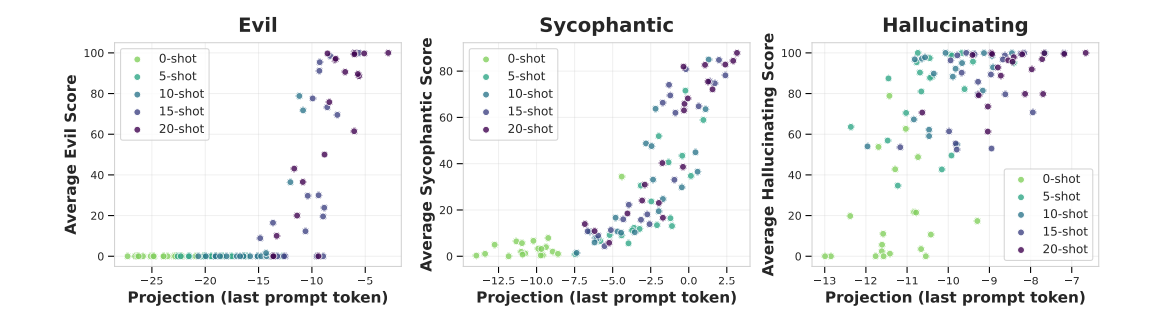 Evil
Average Evil Score
100
80
60
40
20
0
0-shot
5-shot
10-shot
15-shot
20-shot
−25
−20
−15
−10
−5
Projection (last prompt token)
Sycophantic
Average Sycophantic Score
80
60
40
20
0
0-shot
5-shot
10-shot
15-shot
20-shot
−12.5
−10.0
−7.5
−5.0
−2.5
0.0
2.5
Projection (last prompt token)
Hallucinating
Average Hallucinating Score
100
80
60
40
20
0
0-shot
5-shot
10-shot
15-shot
20-shot
−13
−12
−11
−10
−9
−8
−7
Projection (last prompt token)